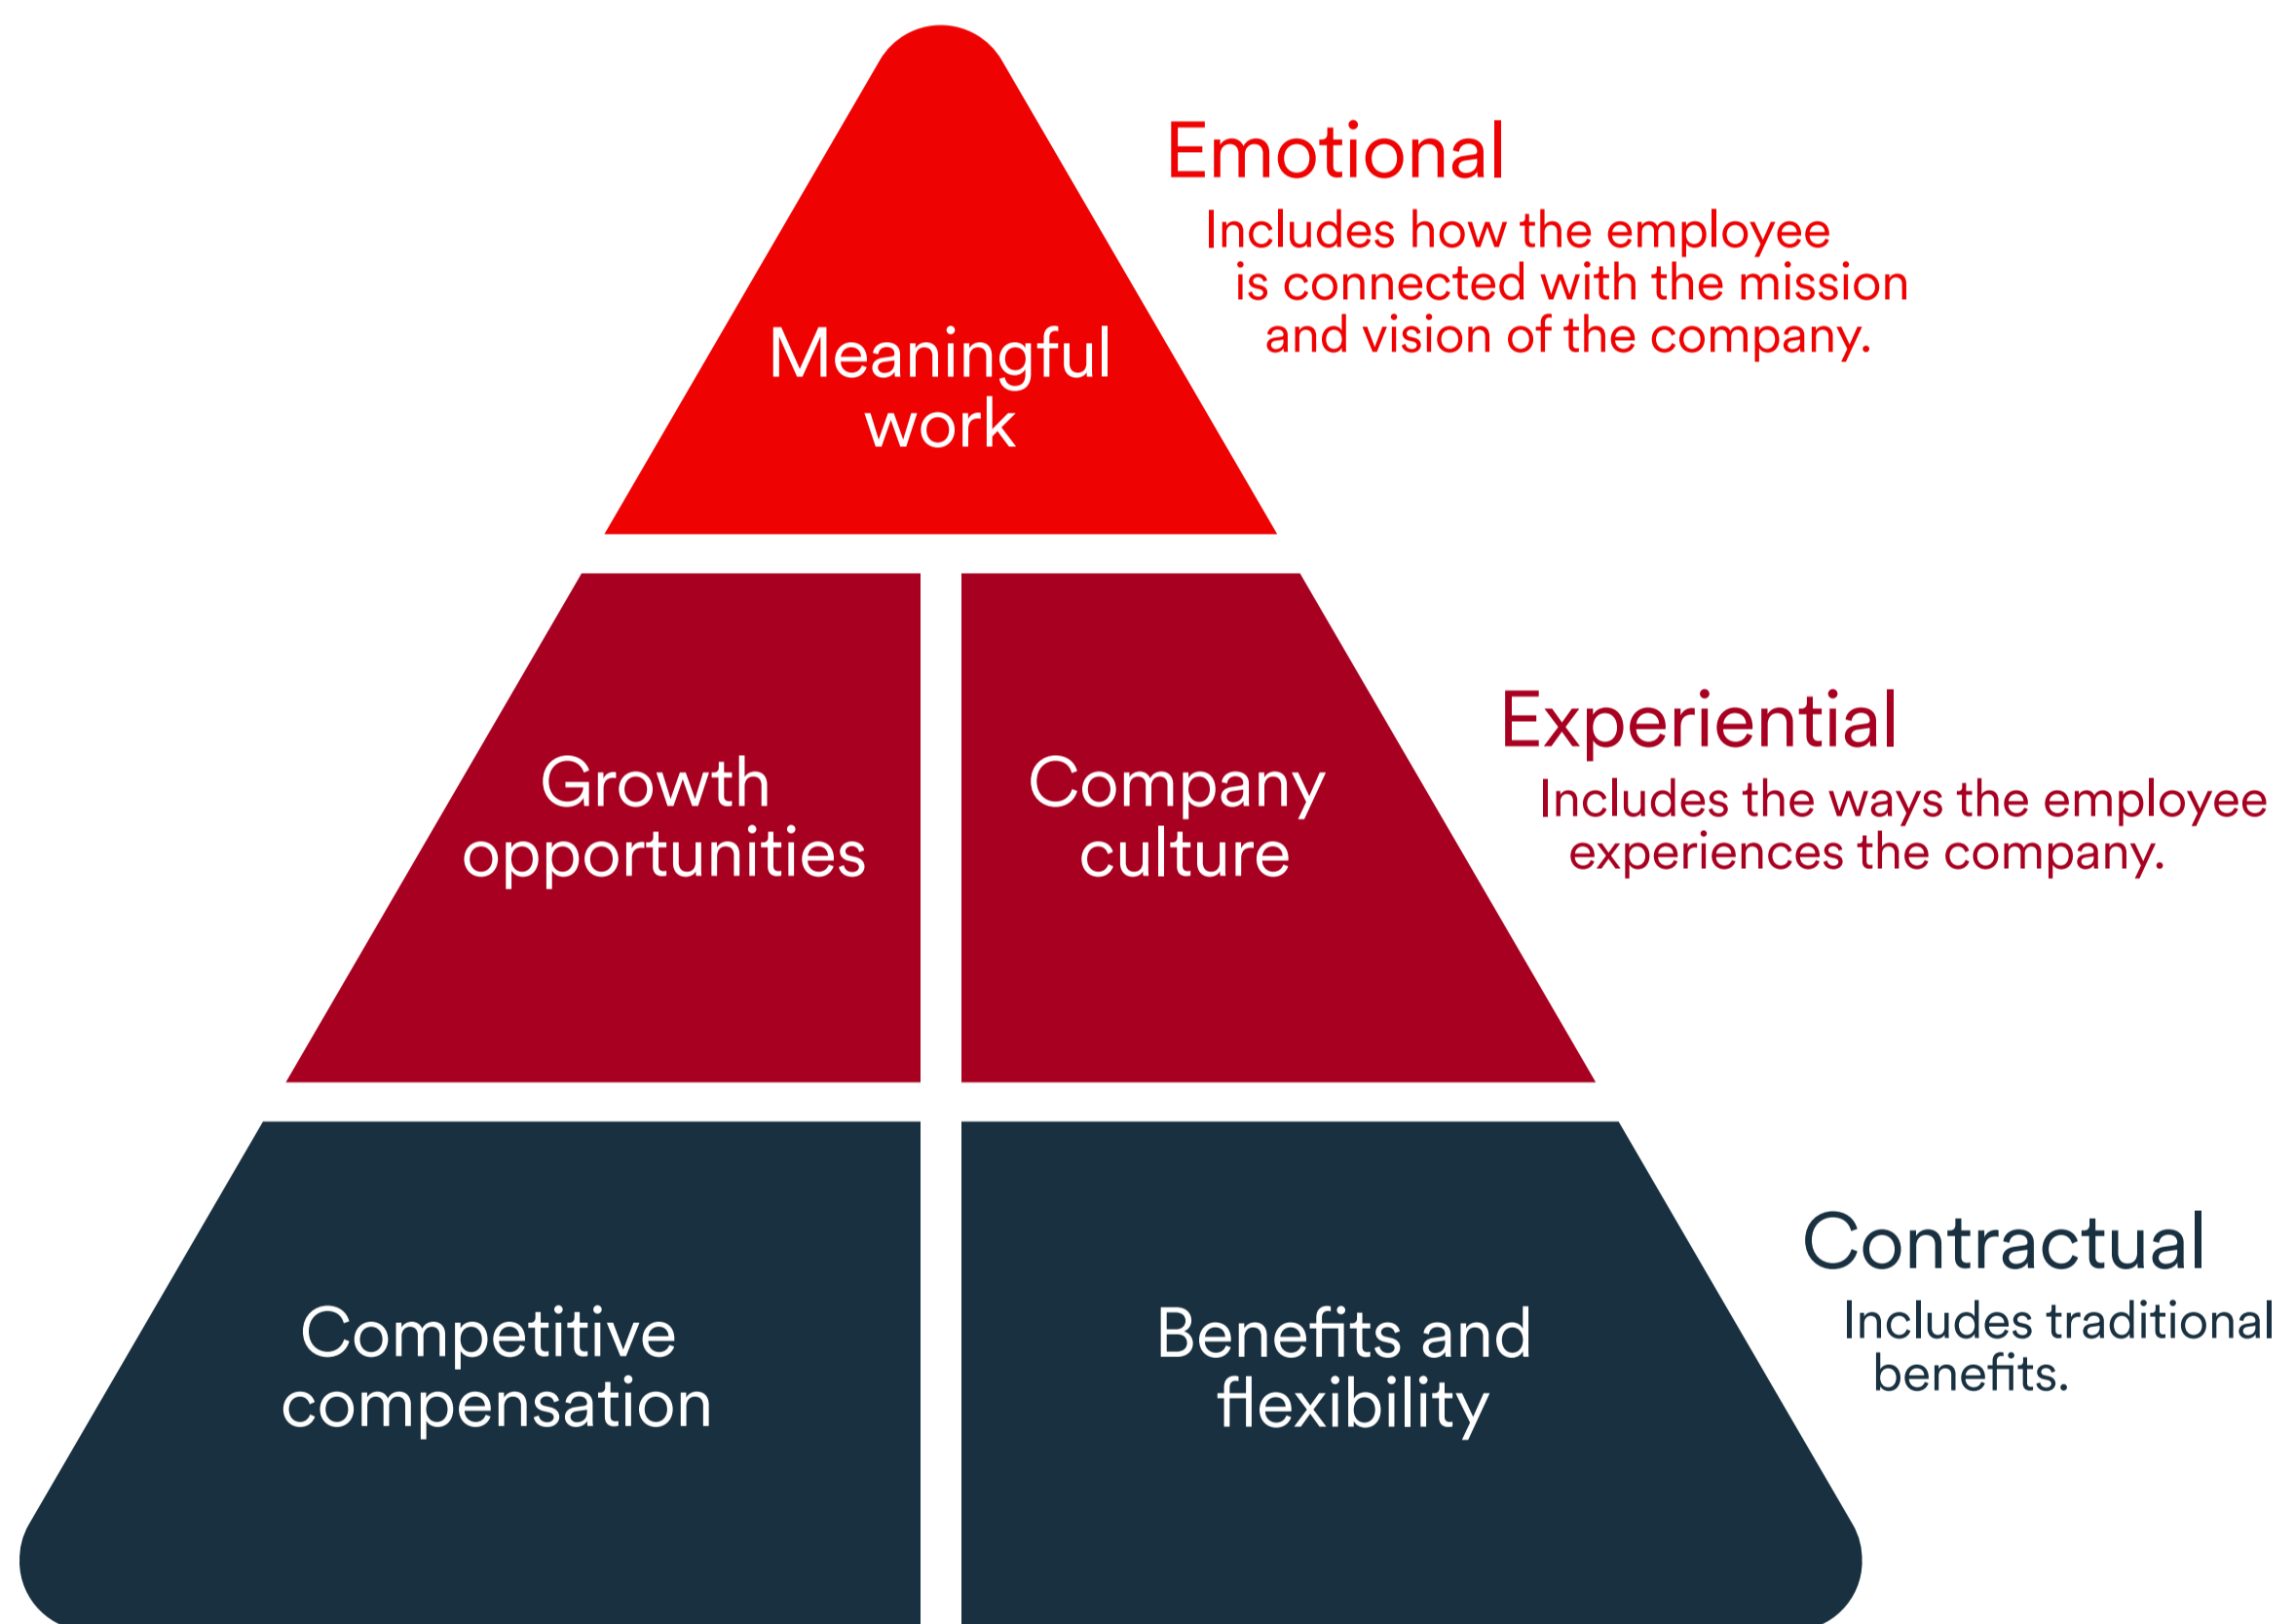 Emotional
Includes how the employee
is connected with the mission
and vision of the company.
Meaningful
work
Experiential
Includes the ways the employee
experiences the company.
Growth
opportunities
Company
culture
Contractual
Includes traditional
benefits.
Competitive
compensation
Benefits and
flexibility